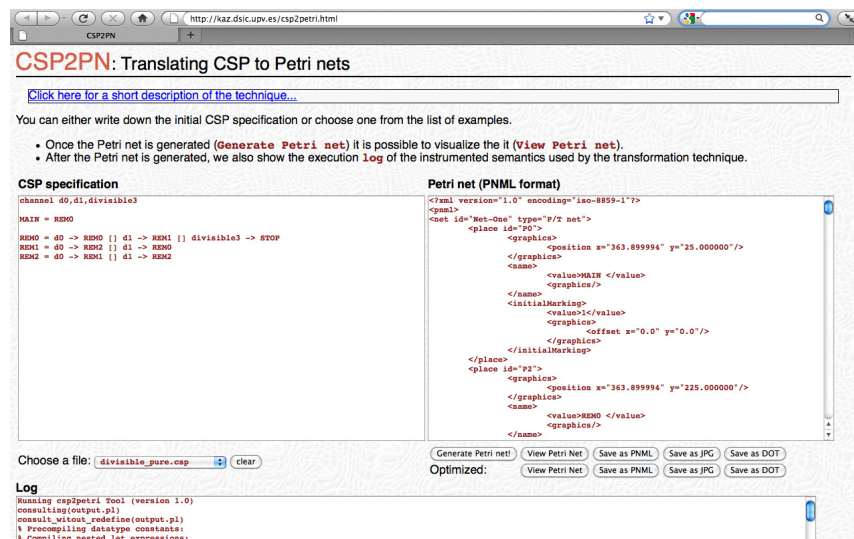 http://kaz.dsic.upv.es/csp2petri.html
CSP2PN
CSP2PN: Translating CSP to Petri nets
Click here for a short description of the technique...
You can either write down the initial CSP specification or choose one from the list of examples.
• Once the Petri net is generated (Generate Petri net) it is possible to visualize the it (View Petri net).
• After the Petri net is generated, we also show the execution log of the instrumented semantics used by the transformation technique.
CSP specification
channel d0,d1,divisible3
MAIN = REM0
REM0 = d0 -> REM0 [] d1 -> REM1 [] divisible3 -> STOP
REM1 = d0 -> REM2 [] d1 -> REM0
REM2 = d0 -> REM1 [] d1 -> REM2
Petri net (PNML format)
<?xml version="1.0" encoding="iso-8859-1"?>
<pnml>
<net id="Net-One" type="P/T net">
<place id="P0">
<graphics>
<position x="363.899994" y="25.000000"/>
</graphics>
<name>
<value>MAIN </value>
<graphics/>
</name>
<initialMarking>
<value>1</value>
<graphics>
<offset x="0.0" y="0.0"/>
</graphics>
</initialMarking>
</place>
<place id="P2">
<graphics>
<position x="363.899994" y="225.000000"/>
</graphics>
<name>
<value>REM0 </value>
<graphics/>
</name>
Choose a file: divisible_pure.csp clear
Generate Petri net! View Petri Net Save as PNML Save as JPG Save as DOT
Optimized: View Petri Net Save as PNML Save as JPG Save as DOT
Log
Running csp2petri Tool (version 1.0)
consulting(output.pl)
consult_witout_redefine(output.pl)
% Precompiling datatype constants:
% Compiling nested let expressions: